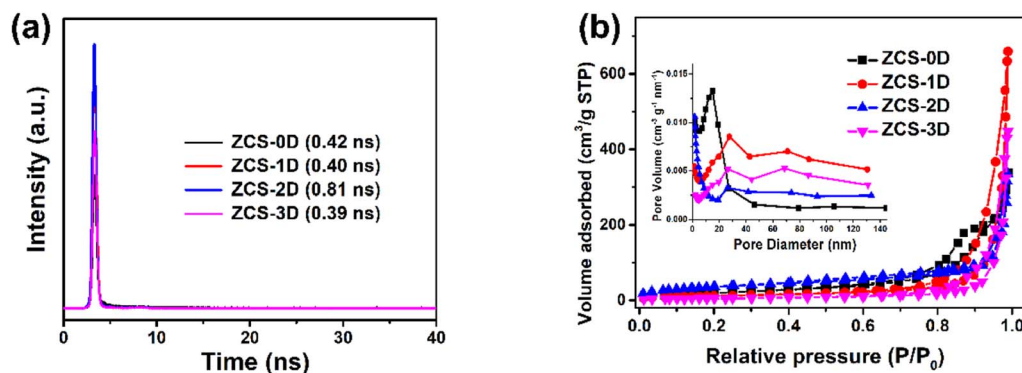 (a)
Intensity (a.u.)
ZCS-0D (0.42 ns)
ZCS-1D (0.40 ns)
ZCS-2D (0.81 ns)
ZCS-3D (0.39 ns)
0 10 20 30 40
Time (ns)
(b)
Volume adsorbed (cm³/g STP)
600
400
200
0
ZCS-0D
ZCS-1D
ZCS-2D
ZCS-3D
Pore Volume (cm³ g⁻¹ nm⁻¹)
0.015
0.010
0.005
0.000
0 20 40 60 80 100 120 140
Pore Diameter (nm)
0.0 0.2 0.4 0.6 0.8 1.0
Relative pressure (P/P₀)